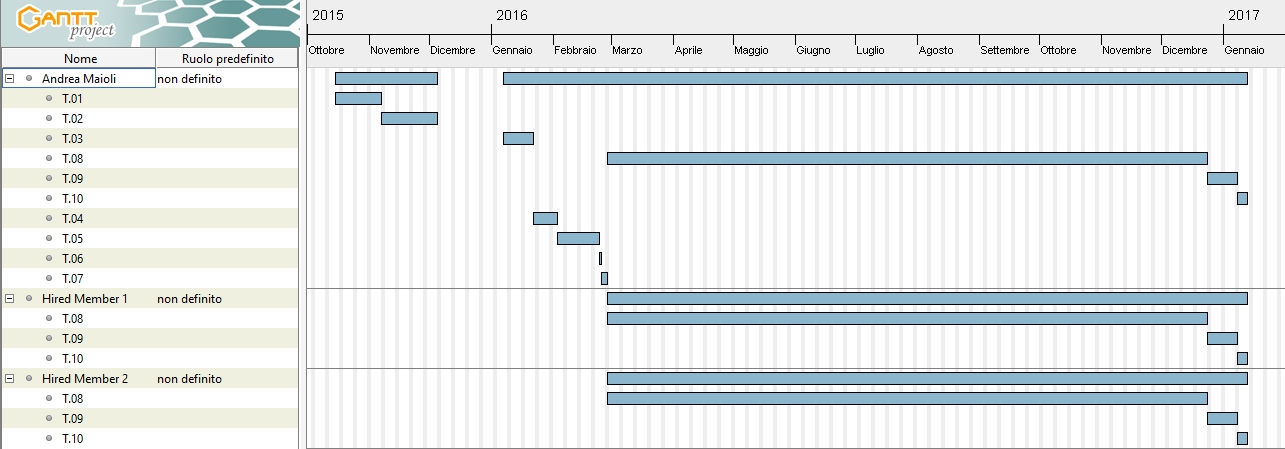 GANTT
project
2015 2016 2017
Ottobre Novembre Dicembre Gennaio Febbraio Marzo Aprile Maggio Giugno Luglio Agosto Settembre Ottobre Novembre Dicembre Gennaio
Nome Ruolo predefinito
Andrea Maioli non definito
T.01
T.02
T.03
T.08
T.09
T.10
T.04
T.05
T.06
T.07
Hired Member 1 non definito
T.08
T.09
T.10
Hired Member 2 non definito
T.08
T.09
T.10